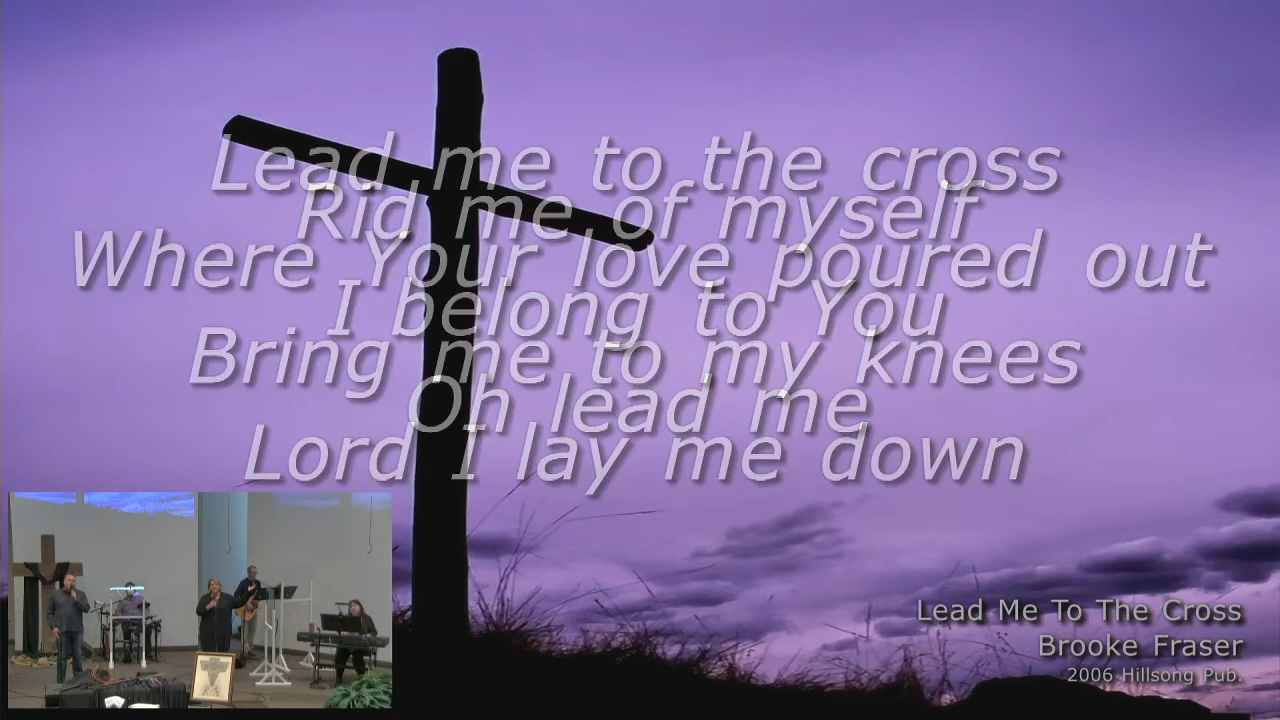 Lead me to the cross
Rid me of myself
Where Your love poured out
I belong to You
Bring me to my knees
Oh lead me
Lord I lay me down
Lead Me To The Cross
Brooke Fraser
2006 Hillsong Pub.